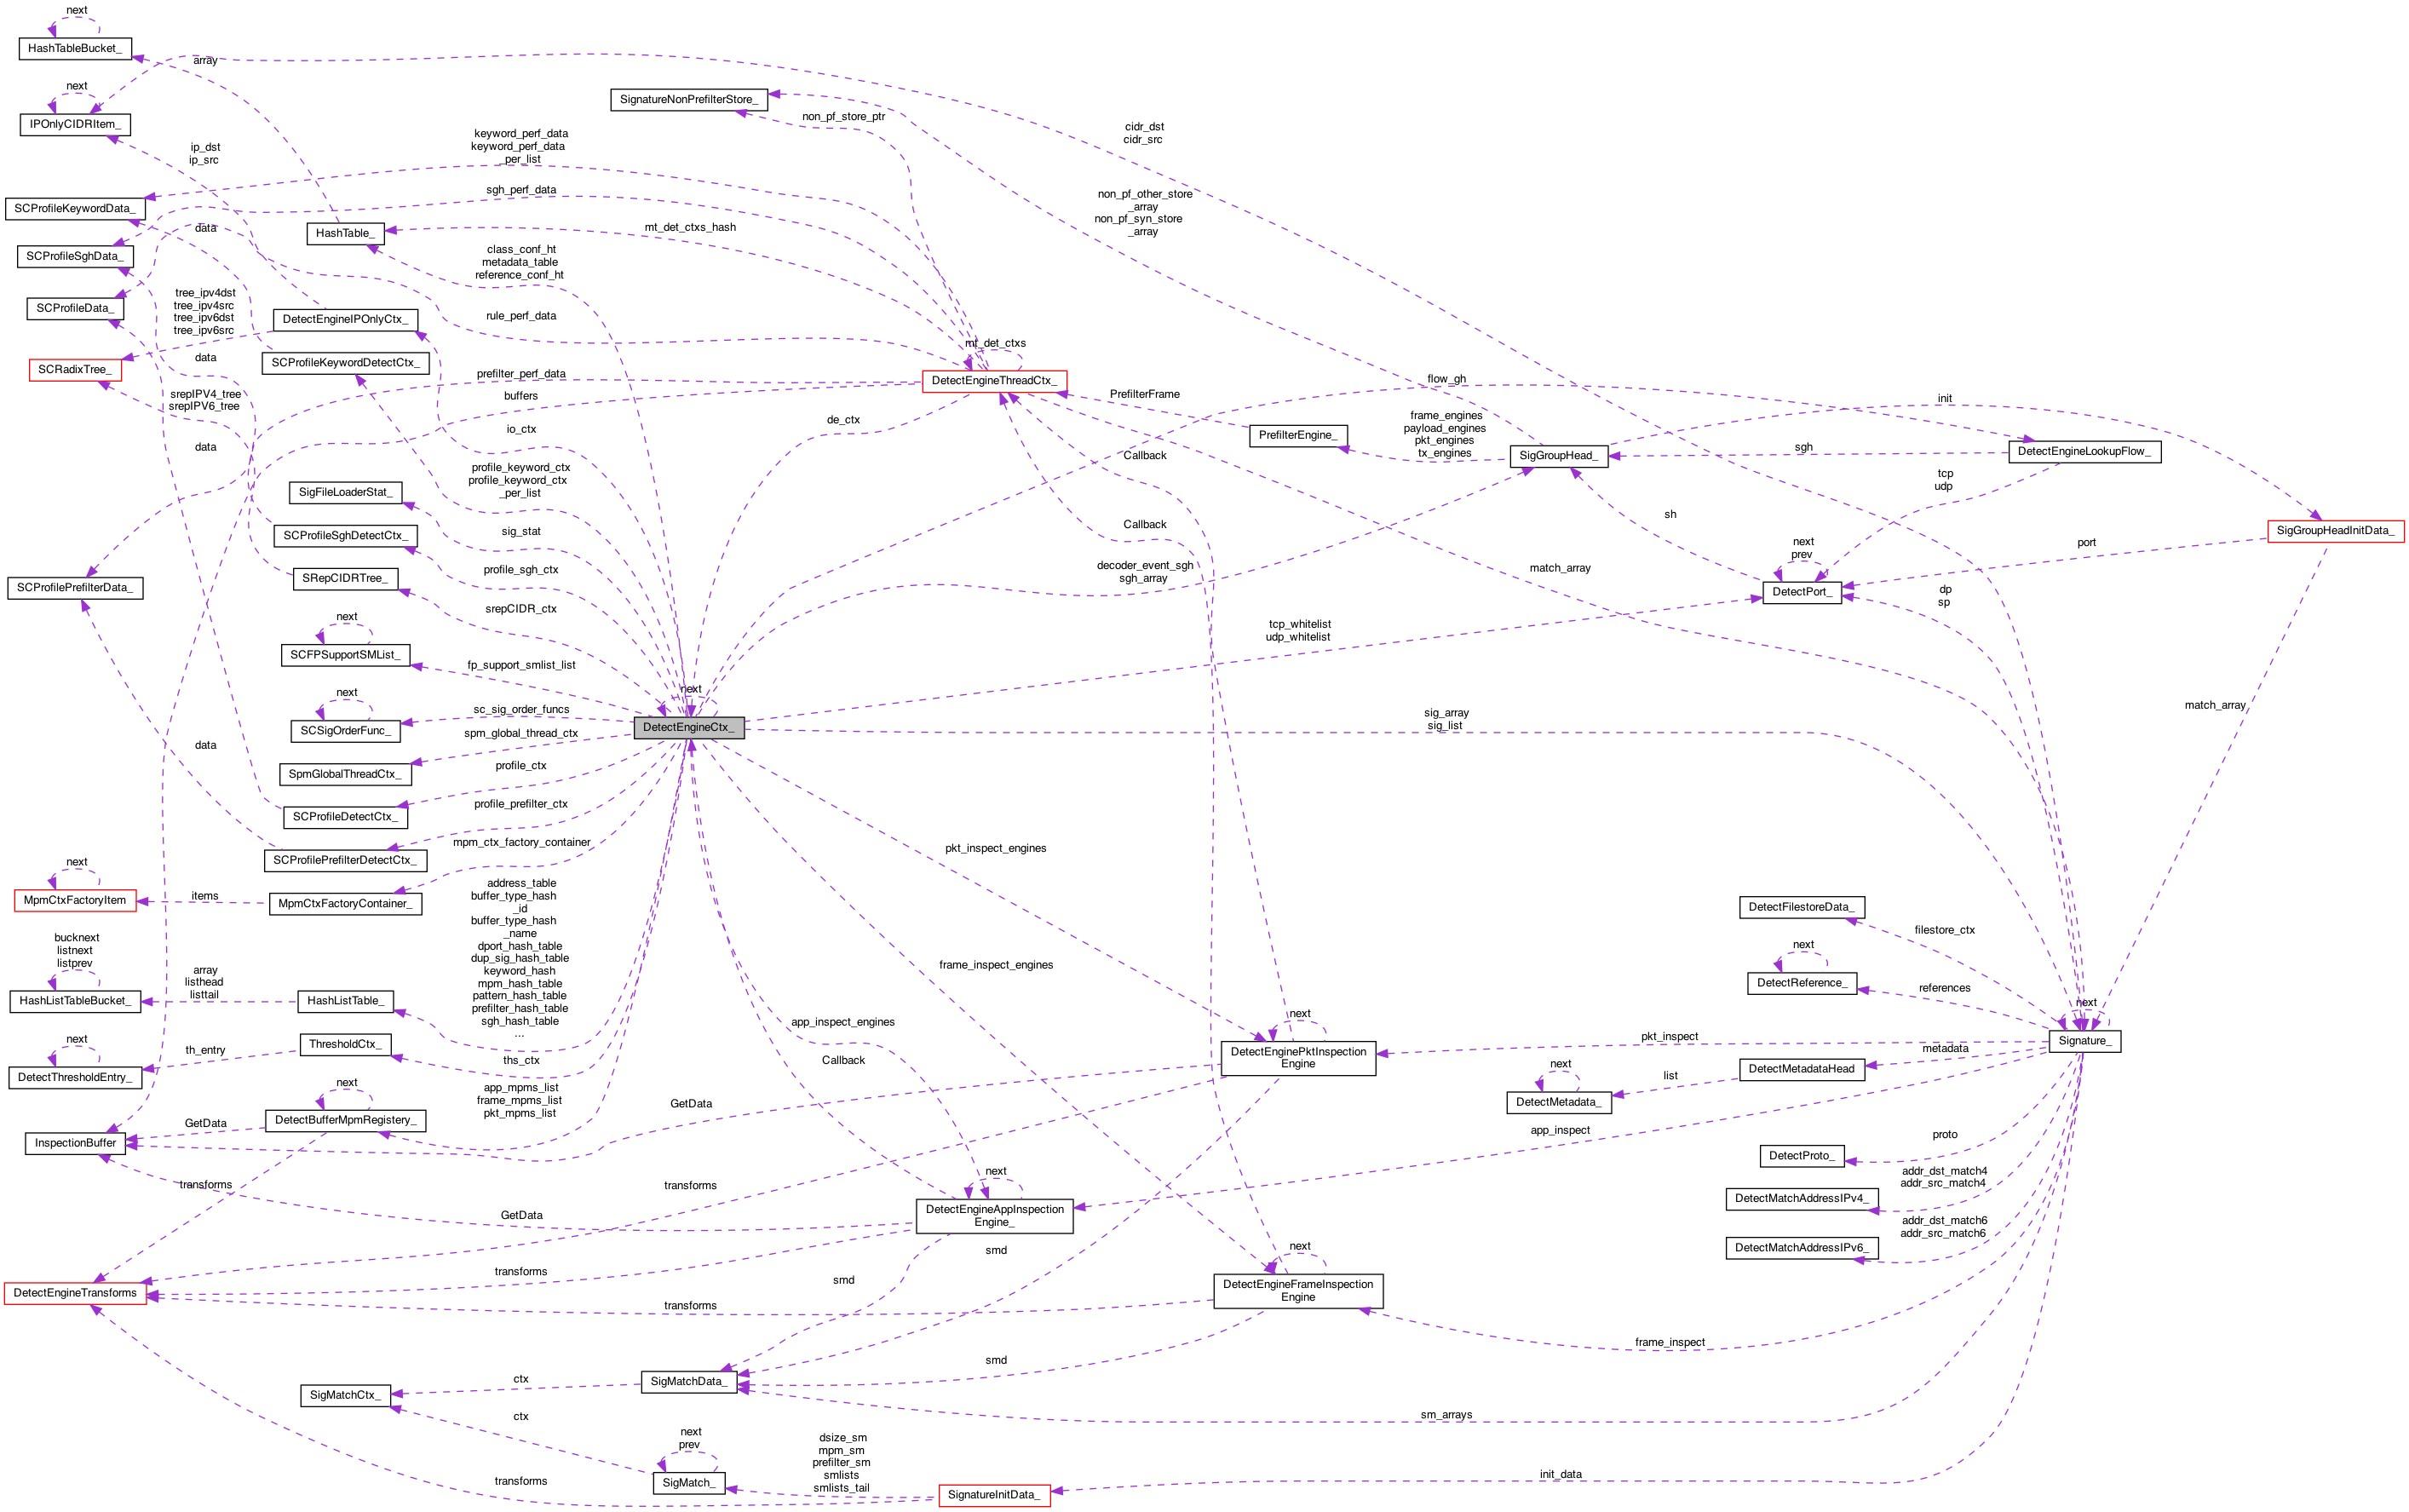 next
HashTableBucket_
array
next
IPOnlyCIDRItem_
SignatureNonPrefilterStore_
non_pf_store_ptr
cidr_dst
cidr_src
keyword_perf_data
keyword_perf_data
_per_list
ip_dst
ip_src
sgh_perf_data
non_pf_other_store
_array
non_pf_syn_store
_array
SCProfileKeywordData_
data
HashTable_
mt_det_ctxs_hash
SCProfileSghData_
class_conf_ht
metadata_table
reference_conf_ht
SCProfileData_
tree_ipv4dst
tree_ipv4src
tree_ipv6dst
tree_ipv6src
DetectEngineIPOnlyCtx_
rule_perf_data
mt_det_ctxs
SCRadixTree_
data
SCProfileKeywordDetectCtx_
prefilter_perf_data
DetectEngineThreadCtx_
flow_gh
srepIPV4_tree
srepIPV6_tree
buffers
PrefilterFrame
init
de_ctx
io_ctx
PrefilterEngine_
frame_engines
payload_engines
pkt_engines
tx_engines
data
Callback
SigGroupHead_
sgh
DetectEngineLookupFlow_
profile_keyword_ctx
profile_keyword_ctx
_per_list
tcp
udp
SigFileLoaderStat_
sh
sig_stat
Callback
SCProfileSghDetectCtx_
SigGroupHeadInitData_
next
prev
port
profile_sgh_ctx
decoder_event_sgh
sgh_array
match_array
SCProfilePrefilterData_
SRepCIDRTree_
DetectPort_
dp
sp
srepCIDR_ctx
next
tcp_whitelist
udp_whitelist
SCFPSupportSMList_
fp_support_smlist_list
next
next
sc_sig_order_funcs
SCSigOrderFunc_
DetectEngineCtx_
sig_array
sig_list
match_array
spm_global_thread_ctx
data
SpmGlobalThreadCtx_
profile_ctx
profile_prefilter_ctx
SCProfileDetectCtx_
mpm_ctx_factory_container
pkt_inspect_engines
SCProfilePrefilterDetectCtx_
next
MpmCtxFactoryItem
items
MpmCtxFactoryContainer_
address_table
buffer_type_hash
_id
buffer_type_hash
_name
dport_hash_table
dup_sig_hash_table
keyword_hash
mpm_hash_table
pattern_hash_table
prefilter_hash_table
sgh_hash_table
...
DetectFilestoreData_
filestore_ctx
bucknext
listnext
listprev
frame_inspect_engines
next
array
listhead
listtail
DetectReference_
references
HashListTableBucket_
HashListTable_
next
app_inspect_engines
next
next
ThresholdCtx_
th_entry
DetectEnginePktInspection
Engine
pkt_inspect
Signature_
metadata
ths_ctx
Callback
DetectThresholdEntry_
next
DetectMetadataHead
list
next
app_mpms_list
frame_mpms_list
pkt_mpms_list
GetData
DetectMetadata_
DetectBufferMpmRegistery_
GetData
InspectionBuffer
app_inspect
proto
DetectProto_
next
transforms
transforms
addr_dst_match4
addr_src_match4
DetectMatchAddressIPv4_
GetData
DetectEngineAppInspection
Engine_
addr_dst_match6
addr_src_match6
DetectMatchAddressIPv6_
smd
next
transforms
smd
DetectEngineTransforms
DetectEngineFrameInspection
Engine
transforms
frame_inspect
smd
ctx
SigMatchData_
SigMatchCtx_
ctx
sm_arrays
next
prev
dsize_sm
mpm_sm
prefilter_sm
smlists
smlists_tail
init_data
transforms
SigMatch_
SignatureInitData_